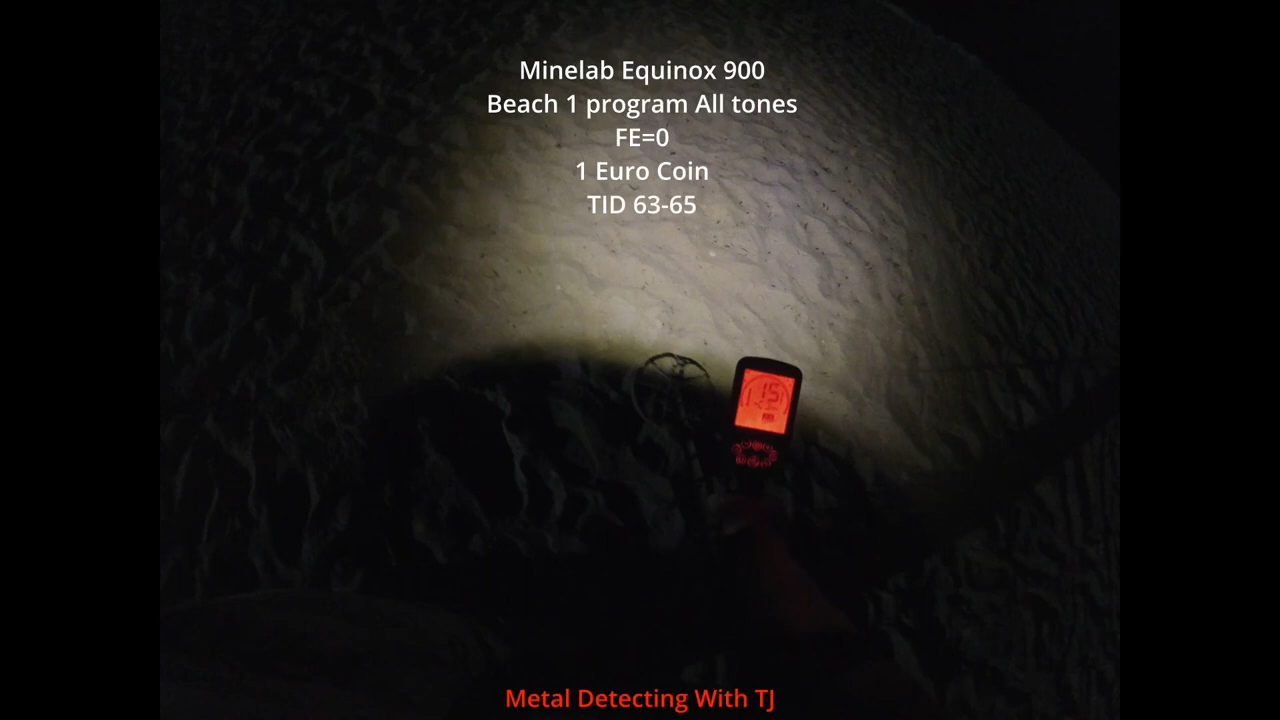 Minelab Equinox 900
Beach 1 program All tones
FE=0
1 Euro Coin
TID 63-65
15
Metal Detecting With TJ